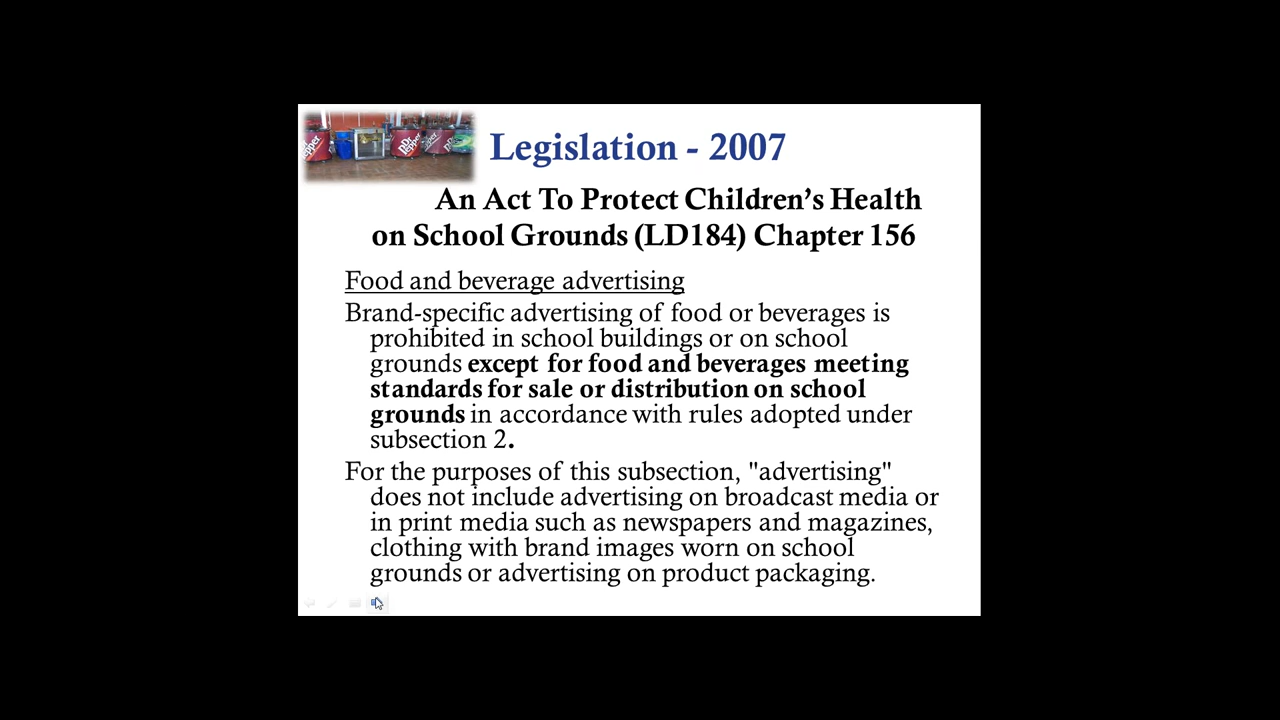 Legislation - 2007
An Act To Protect Children’s Health
on School Grounds (LD184) Chapter 156
Food and beverage advertising
Brand-specific advertising of food or beverages is
prohibited in school buildings or on school
grounds except for food and beverages meeting
standards for sale or distribution on school
grounds in accordance with rules adopted under
subsection 2.
For the purposes of this subsection, "advertising"
does not include advertising on broadcast media or
in print media such as newspapers and magazines,
clothing with brand images worn on school
grounds or advertising on product packaging.
Dr Pepper
Dr Pepper